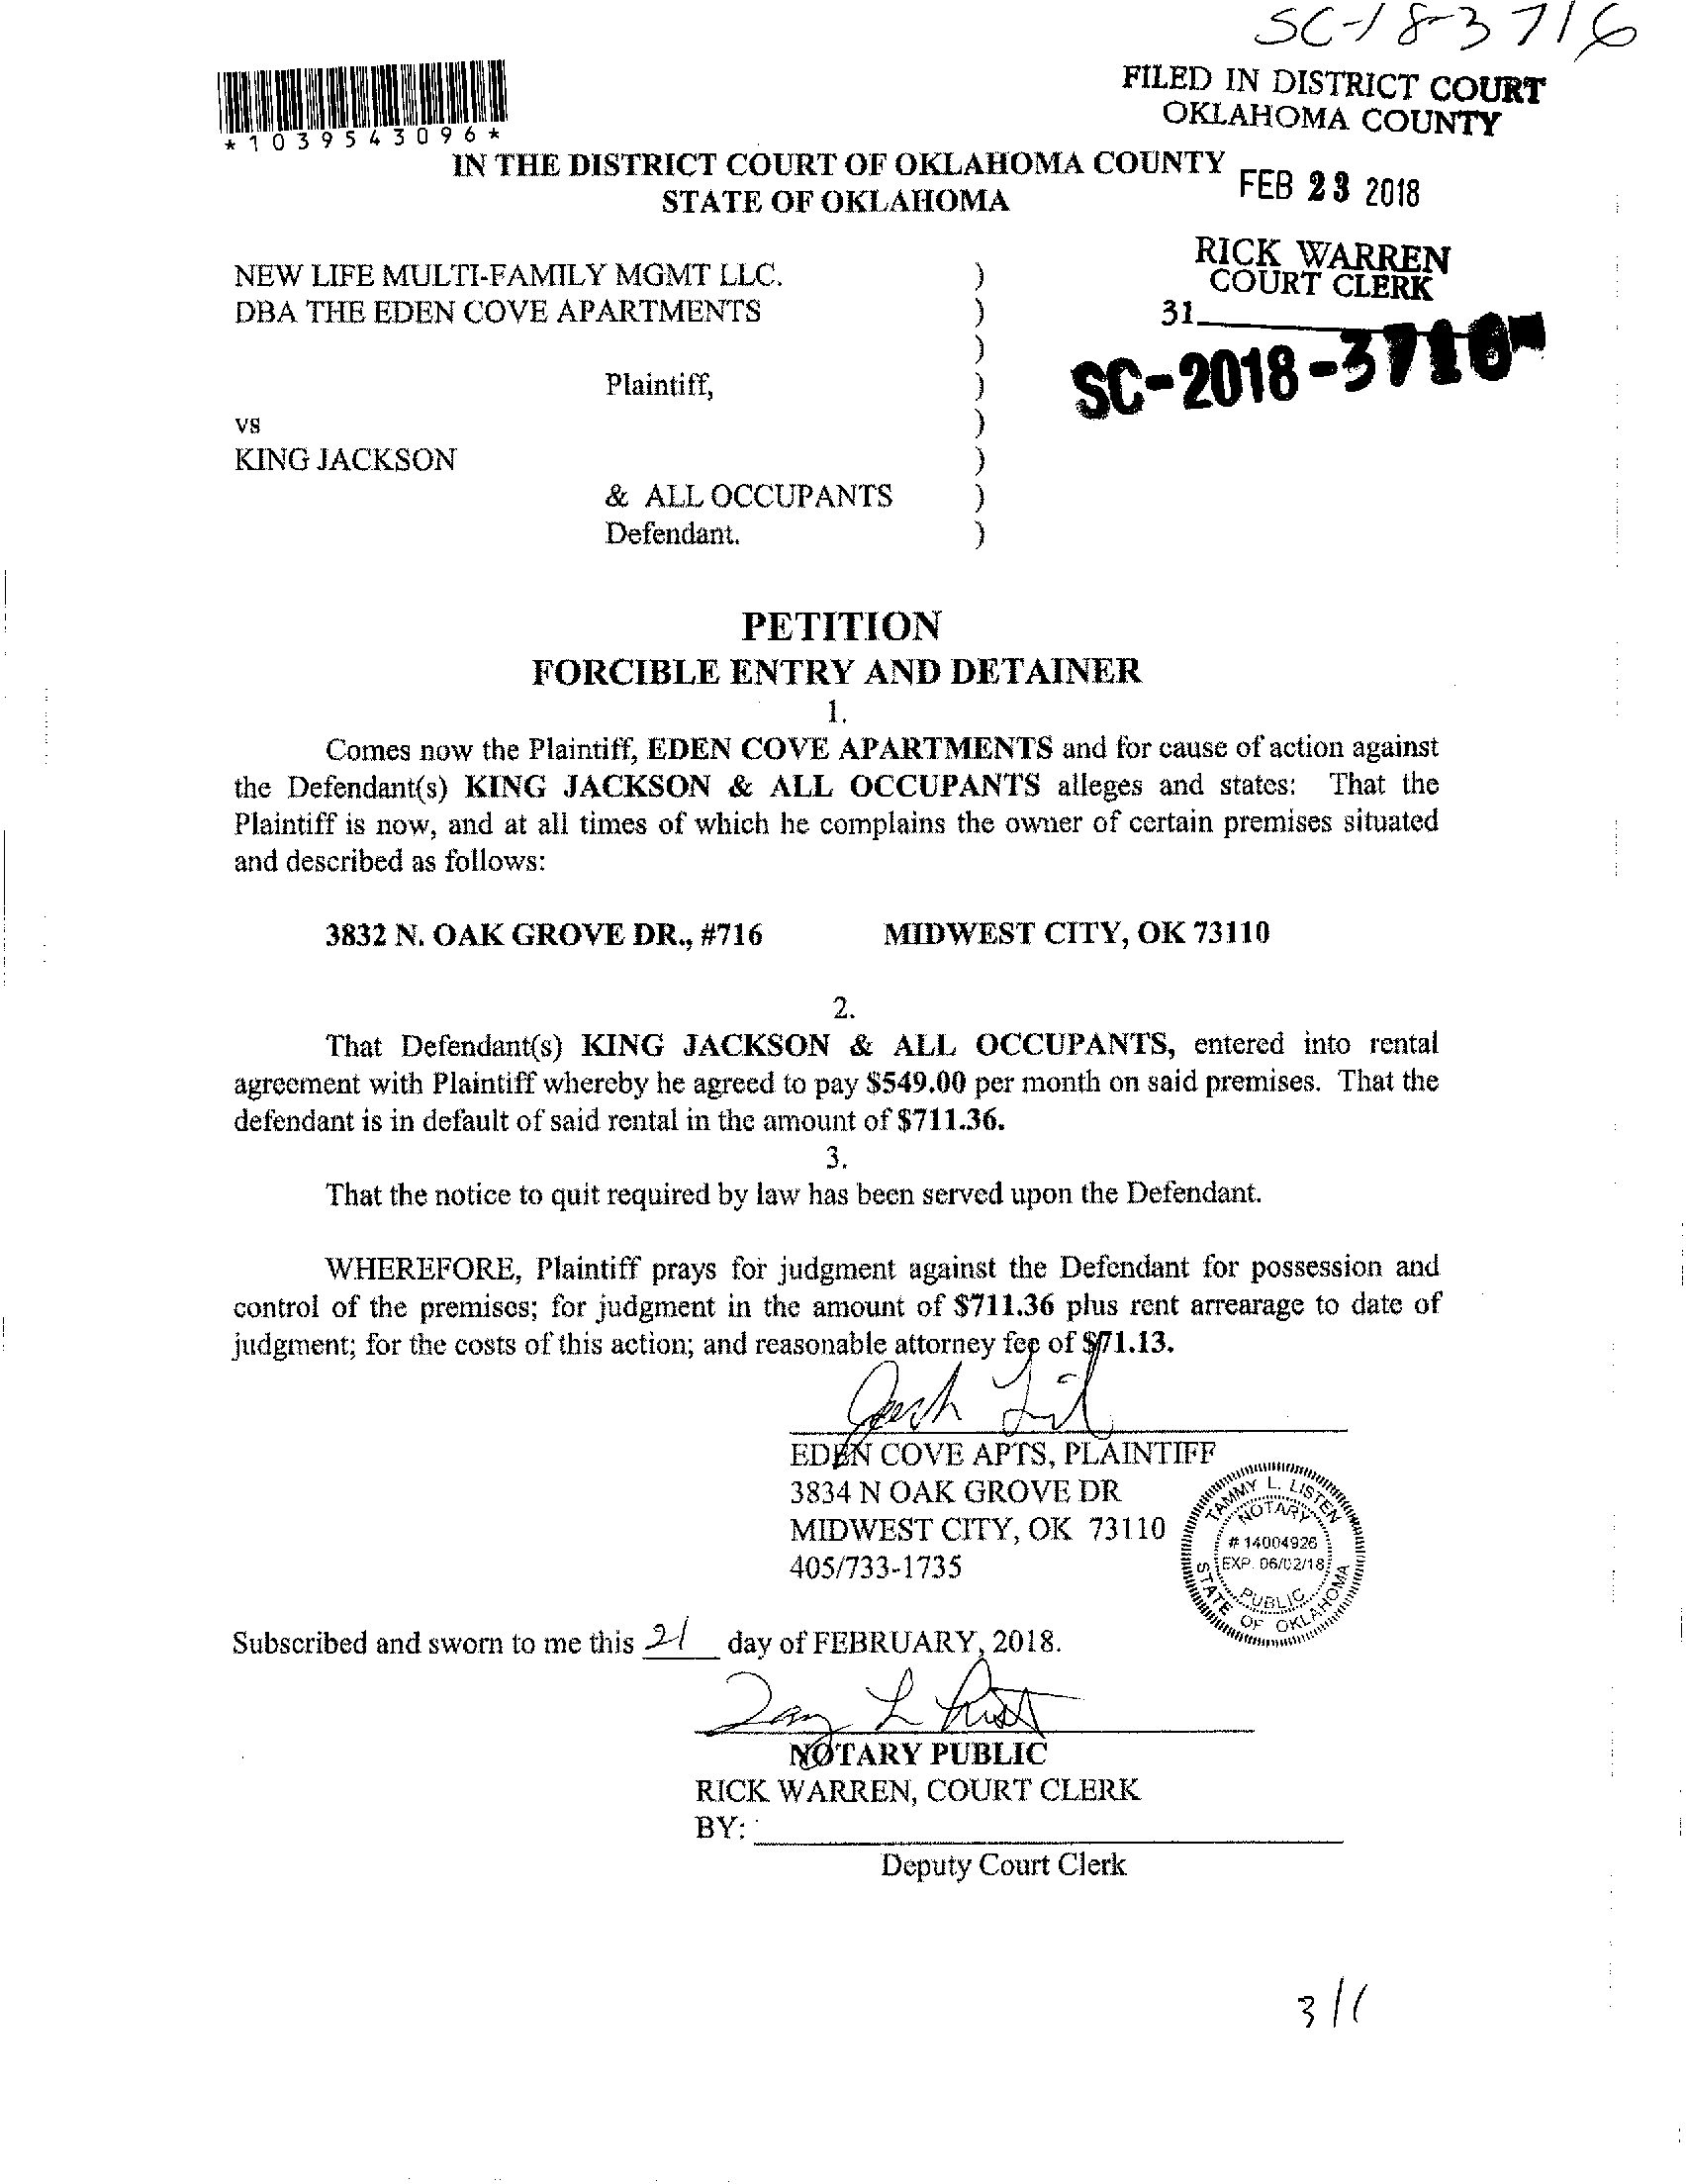 SC-18-3716
FILED IN DISTRICT COURT
OKLAHOMA COUNTY
*1039543096*
IN THE DISTRICT COURT OF OKLAHOMA COUNTY
STATE OF OKLAHOMA
FEB 23 2018
RICK WARREN
COURT CLERK
31
SC-2018-3716
NEW LIFE MULTI-FAMILY MGMT LLC. )
DBA THE EDEN COVE APARTMENTS )
)
Plaintiff, )
vs )
KING JACKSON )
& ALL OCCUPANTS )
Defendant. )
PETITION
FORCIBLE ENTRY AND DETAINER
1.
Comes now the Plaintiff, EDEN COVE APARTMENTS and for cause of action against
the Defendant(s) KING JACKSON & ALL OCCUPANTS alleges and states: That the
Plaintiff is now, and at all times of which he complains the owner of certain premises situated
and described as follows:
3832 N. OAK GROVE DR., #716 MIDWEST CITY, OK 73110
2.
That Defendant(s) KING JACKSON & ALL OCCUPANTS, entered into rental
agreement with Plaintiff whereby he agreed to pay $549.00 per month on said premises. That the
defendant is in default of said rental in the amount of $711.36.
3.
That the notice to quit required by law has been served upon the Defendant.
WHEREFORE, Plaintiff prays for judgment against the Defendant for possession and
control of the premises; for judgment in the amount of $711.36 plus rent arrearage to date of
judgment; for the costs of this action; and reasonable attorney fee of $71.13.
EDEN COVE APTS, PLAINTIFF
3834 N OAK GROVE DR
MIDWEST CITY, OK 73110
405/733-1735
TAMMY L. LISTEN
NOTARY
# 14004926
EXP. 06/02/18
PUBLIC
STATE OF OKLAHOMA
Subscribed and sworn to me this 21 day of FEBRUARY, 2018.
NOTARY PUBLIC
RICK WARREN, COURT CLERK
BY:
Deputy Court Clerk